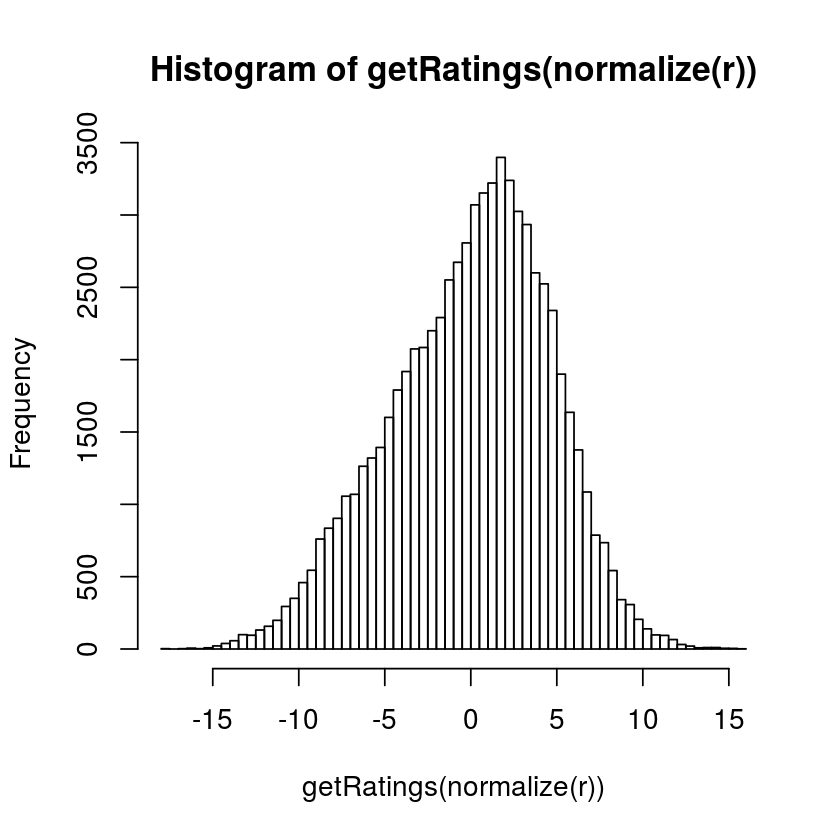 Histogram of getRatings(normalize(r))
3500
2500
1500
500
0
Frequency
-15 -10 -5 0 5 10 15
getRatings(normalize(r))